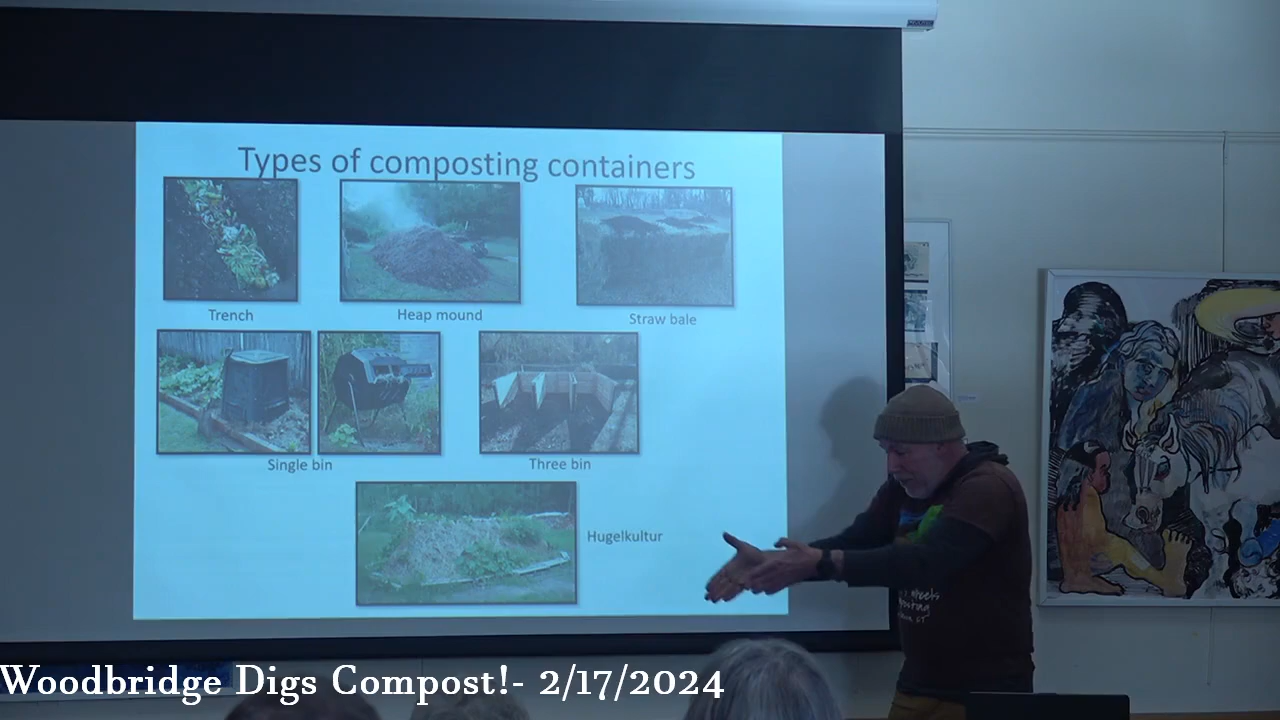 Types of composting containers
Trench
Heap mound
Straw bale
Single bin
Three bin
Hugelkultur
wheels
Woodbridge Digs Compost!- 2/17/2024